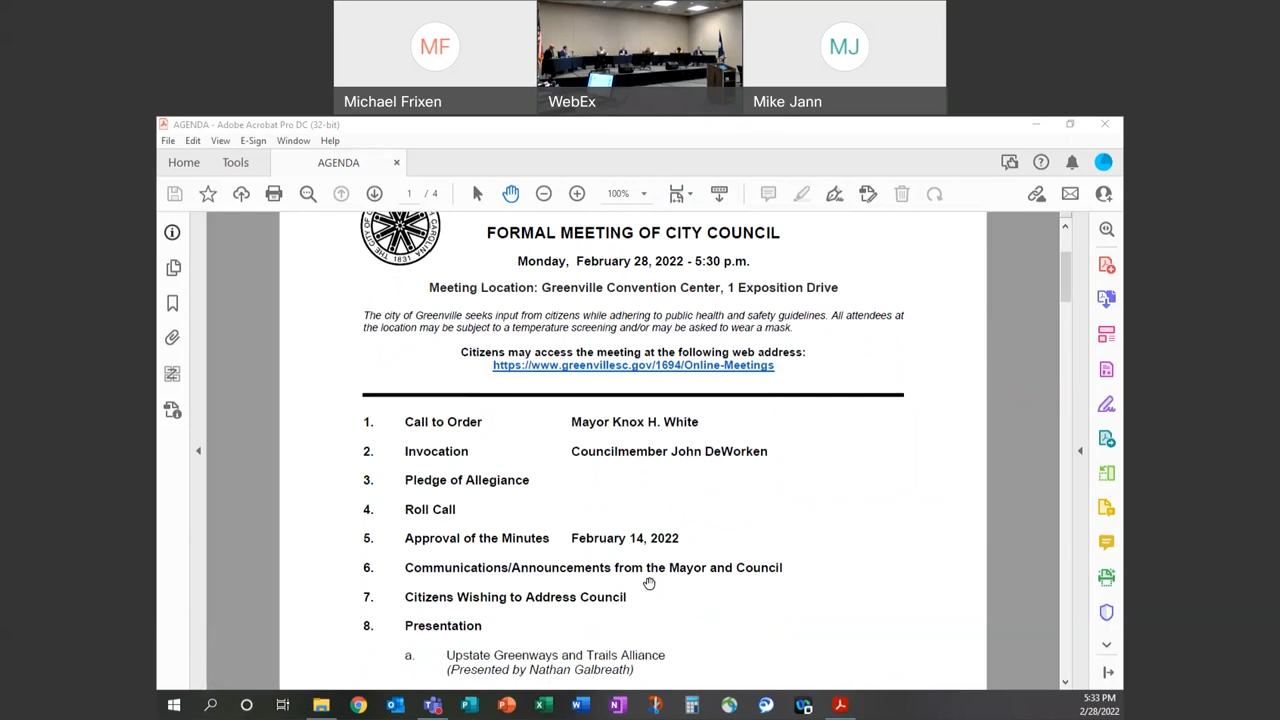 MF
MJ
Michael Frixen
WebEx
Mike Jann
AGENDA - Adobe Acrobat Pro DC (32-bit)
File Edit View E-Sign Window Help
Home Tools AGENDA
1 / 4 100%
FORMAL MEETING OF CITY COUNCIL
Monday, February 28, 2022 - 5:30 p.m.
Meeting Location: Greenville Convention Center, 1 Exposition Drive
The city of Greenville seeks input from citizens while adhering to public health and safety guidelines. All attendees at
the location may be subject to a temperature screening and/or may be asked to wear a mask.
Citizens may access the meeting at the following web address:
https://www.greenvillesc.gov/1694/Online-Meetings
1. Call to Order Mayor Knox H. White
2. Invocation Councilmember John DeWorken
3. Pledge of Allegiance
4. Roll Call
5. Approval of the Minutes February 14, 2022
6. Communications/Announcements from the Mayor and Council
7. Citizens Wishing to Address Council
8. Presentation
a. Upstate Greenways and Trails Alliance
(Presented by Nathan Galbreath)
5:33 PM
2/28/2022